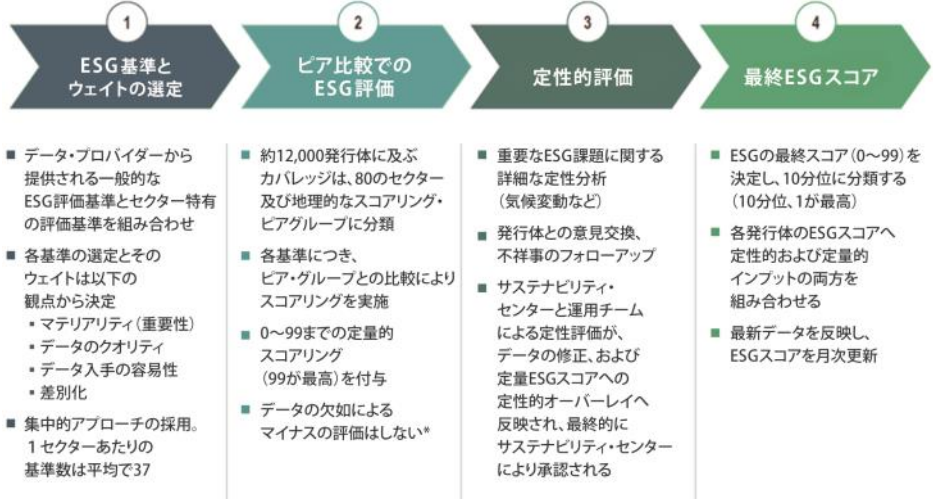 1
ESG基準と
ウェイトの選定
2
ピア比較での
ESG評価
3
定性的評価
4
最終ESGスコア
■ データ・プロバイダーから
提供される一般的な
ESG評価基準とセクター特有
の評価基準を組み合わせ
■ 各基準の選定とその
ウェイトは以下の
観点から決定
▪ マテリアリティ(重要性)
▪ データのクオリティ
▪ データ入手の容易性
▪ 差別化
■ 集中的アプローチの採用。
1セクターあたりの
基準数は平均で37
■ 約12,000発行体に及ぶ
カバレッジは、80のセクター
及び地理的なスコアリング・
ピアグループに分類
■ 各基準につき、
ピア・グループとの比較により
スコアリングを実施
■ 0〜99までの定量的
スコアリング
(99が最高)を付与
■ データの欠如による
マイナスの評価はしない*
■ 重要なESG課題に関する
詳細な定性分析
(気候変動など)
■ 発行体との意見交換、
不祥事のフォローアップ
■ サステナビリティ・
センターと運用チーム
による定性評価が、
データの修正、および
定量ESGスコアへの
定性的オーバーレイへ
反映され、最終的に
サステナビリティ・センター
により承認される
■ ESGの最終スコア(0〜99)を
決定し、10分位に分類する
(10分位、1が最高)
■ 各発行体のESGスコアへ
定性的および定量的
インプットの両方を
組み合わせる
■ 最新データを反映し、
ESGスコアを月次更新